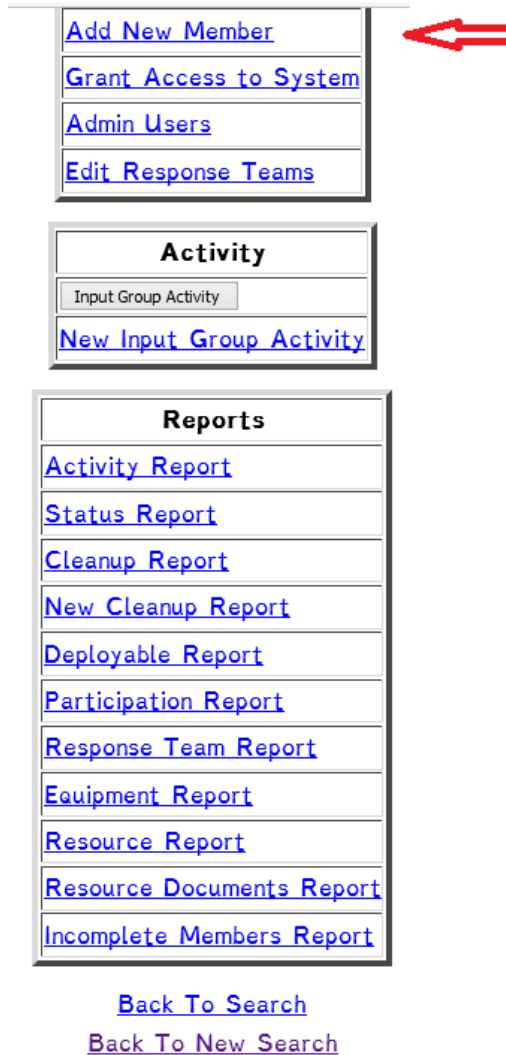 Add New Member
Grant Access to System
Admin Users
Edit Response Teams
Activity
Input Group Activity
New Input Group Activity
Reports
Activity Report
Status Report
Cleanup Report
New Cleanup Report
Deployable Report
Participation Report
Response Team Report
Equipment Report
Resource Report
Resource Documents Report
Incomplete Members Report
Back To Search
Back To New Search